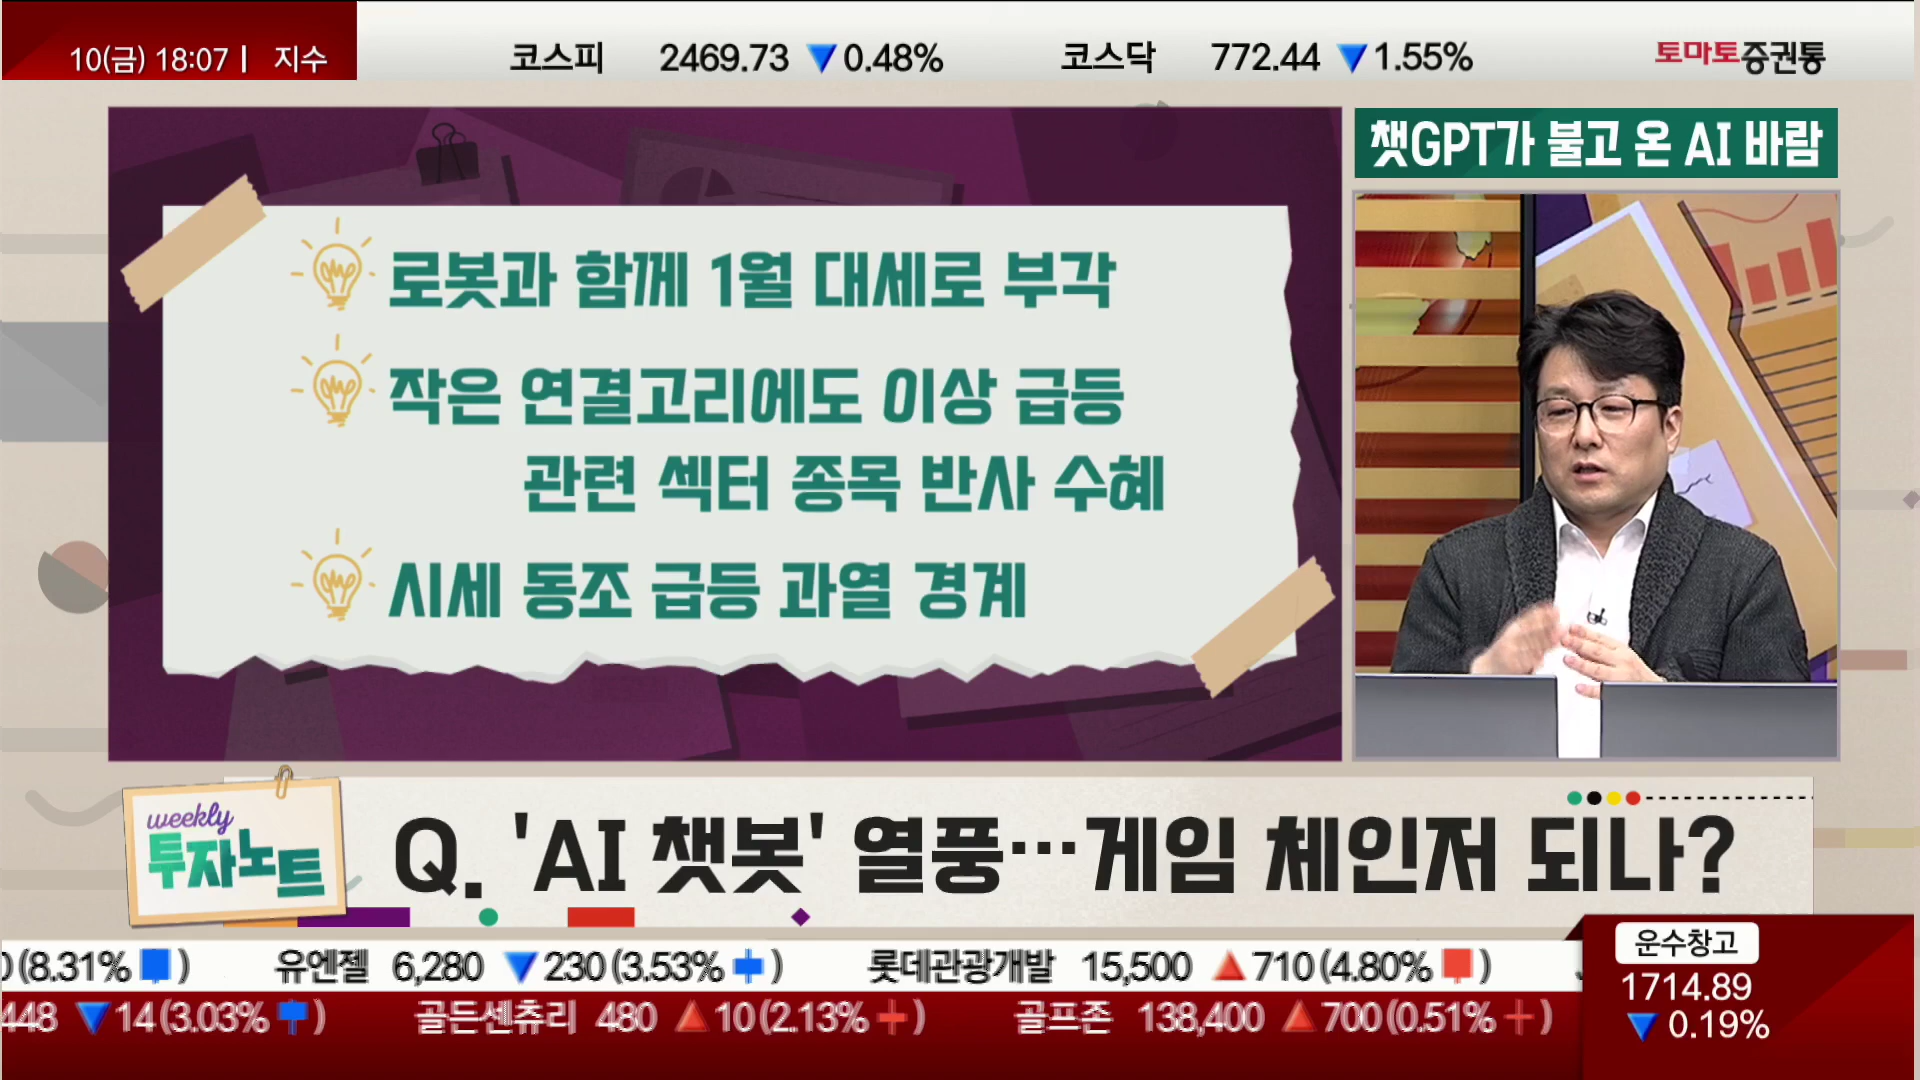 10(금) 18:07 | 지수
코스피 2469.73 ▼0.48% 코스닥 772.44 ▼1.55%
토마토증권통
챗GPT가 불고 온 AI 바람
로봇과 함께 1월 대세로 부각
작은 연결고리에도 이상 급등
관련 섹터 종목 반사 수혜
시세 동조 급등 과열 경계
weekly
투자노트
Q. 'AI 챗봇' 열풍…게임 체인저 되나?
(8.31% ) 유엔젤 6,280 ▼230(3.53% ) 롯데관광개발 15,500 ▲710(4.80% )
448 ▼14(3.03% ) 골든센츄리 480 ▲10(2.13% ) 골프존 138,400 ▲700(0.51% )
운수창고
1714.89
▼ 0.19%